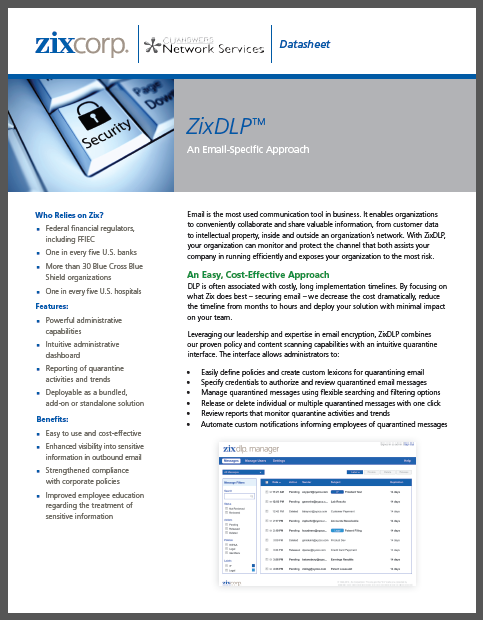 zixcorp.
CU*ANSWERS
Network Services
Datasheet
Page
Down
Security
ZixDLP™
An Email-Specific Approach
Who Relies on Zix?
Federal financial regulators,
including FFIEC
One in every five U.S. banks
More than 30 Blue Cross Blue
Shield organizations
One in every five U.S. hospitals
Features:
Powerful administrative
capabilities
Intuitive administrative
dashboard
Reporting of quarantine
activities and trends
Deployable as a bundled,
add-on or standalone solution
Benefits:
Easy to use and cost-effective
Enhanced visibility into sensitive
information in outbound email
Strengthened compliance
with corporate policies
Improved employee education
regarding the treatment of
sensitive information
Email is the most used communication tool in business. It enables organizations
to conveniently collaborate and share valuable information, from customer data
to intellectual property, inside and outside an organization's network. With ZixDLP,
your organization can monitor and protect the channel that both assists your
company in running efficiently and exposes your organization to the most risk.
An Easy, Cost-Effective Approach
DLP is often associated with costly, long implementation timelines. By focusing on
what Zix does best – securing email – we decrease the cost dramatically, reduce
the timeline from months to hours and deploy your solution with minimal impact
on your team.
Leveraging our leadership and expertise in email encryption, ZixDLP combines
our proven policy and content scanning capabilities with an intuitive quarantine
interface. The interface allows administrators to:
Easily define policies and create custom lexicons for quarantining email
Specify credentials to authorize and review quarantined email messages
Manage quarantined messages using flexible searching and filtering options
Release or delete individual or multiple quarantined messages with one click
Review reports that monitor quarantine activities and trends
Automate custom notifications informing employees of quarantined messages
zixdlp. manager
Messages Manage Users Settings
Message Filters
zixcorp.